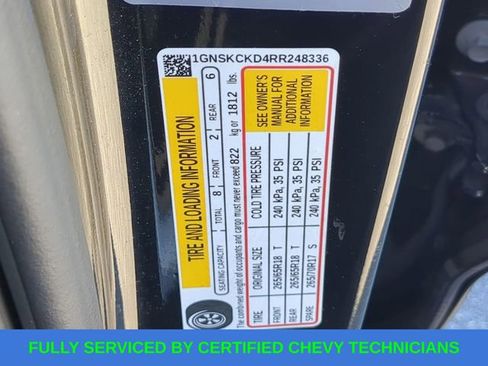 1GNSKCKD4RR248336
TIRE AND LOADING INFORMATION
SEATING CAPACITY TOTAL 8 FRONT 2 REAR 6
The combined weight of occupants and cargo must never exceed 822 kg or 1812 lbs.
TIRE ORIGINAL SIZE COLD TIRE PRESSURE
FRONT 265/65R18 T 240 kPa, 35 PSI
REAR 265/65R18 T 240 kPa, 35 PSI
SPARE 265/70R17 S 240 kPa, 35 PSI
SEE OWNER'S
MANUAL FOR
ADDITIONAL
INFORMATION
FULLY SERVICED BY CERTIFIED CHEVY TECHNICIANS